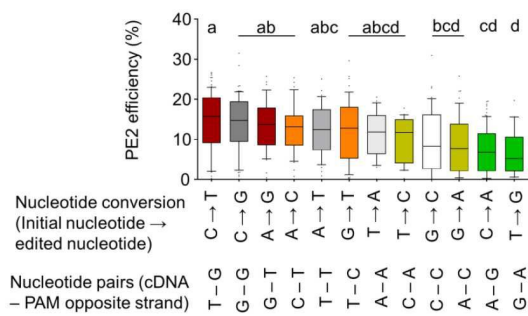 40
30
20
10
0
PE2 efficiency (%)
a ab abc abcd bcd cd d
Nucleotide conversion
(Initial nucleotide →
edited nucleotide)
C → T
C → G
A → G
A → C
A → T
G → T
T → A
T → C
G → C
G → A
C → A
T → G
Nucleotide pairs (cDNA
– PAM opposite strand)
T – G
G – G
G – T
C – T
T – T
T – C
A – A
C – A
C – C
A – C
A – G
G – A